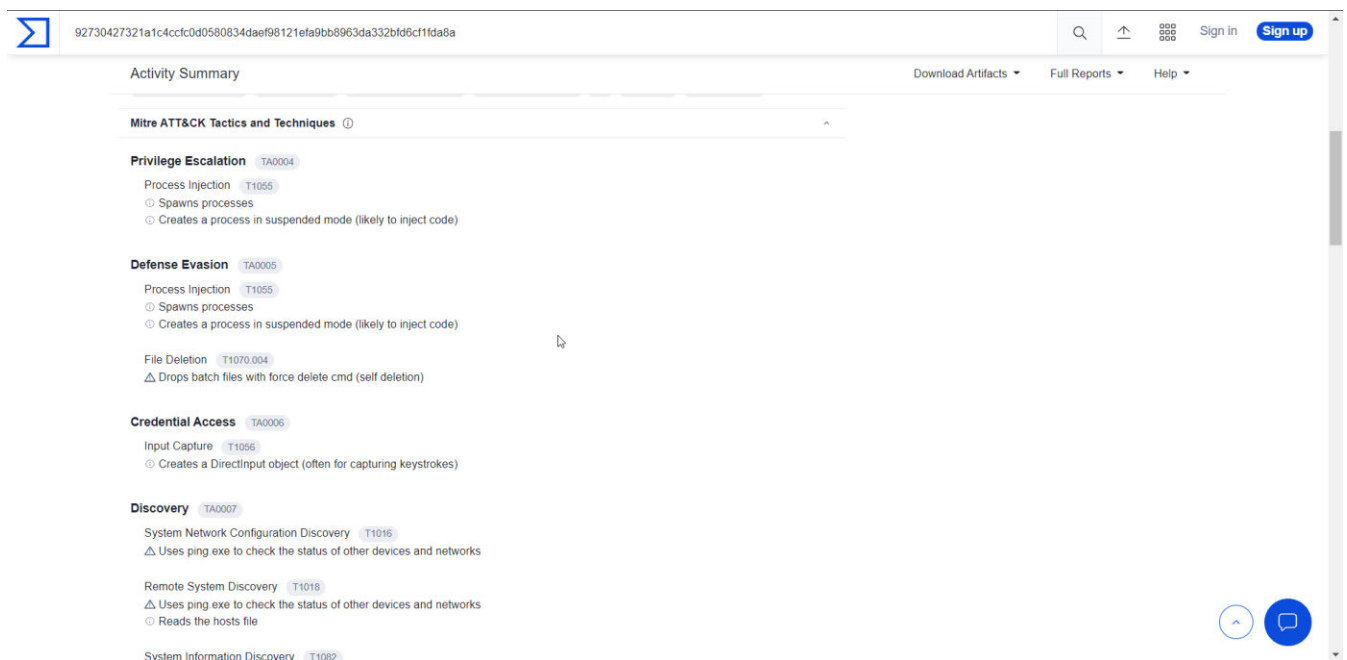 92730427321a1c4ccfc0d0580834daef98121efa9bb8963da332bfd6cf1fda8a
Sign in
Sign up
Activity Summary
Download Artifacts
Full Reports
Help
Mitre ATT&CK Tactics and Techniques
Privilege Escalation TA0004
Process Injection T1055
Spawns processes
Creates a process in suspended mode (likely to inject code)
Defense Evasion TA0005
Process Injection T1055
Spawns processes
Creates a process in suspended mode (likely to inject code)
File Deletion T1070.004
Drops batch files with force delete cmd (self deletion)
Credential Access TA0006
Input Capture T1056
Creates a DirectInput object (often for capturing keystrokes)
Discovery TA0007
System Network Configuration Discovery T1016
Uses ping.exe to check the status of other devices and networks
Remote System Discovery T1018
Uses ping.exe to check the status of other devices and networks
Reads the hosts file
System Information Discovery T1082